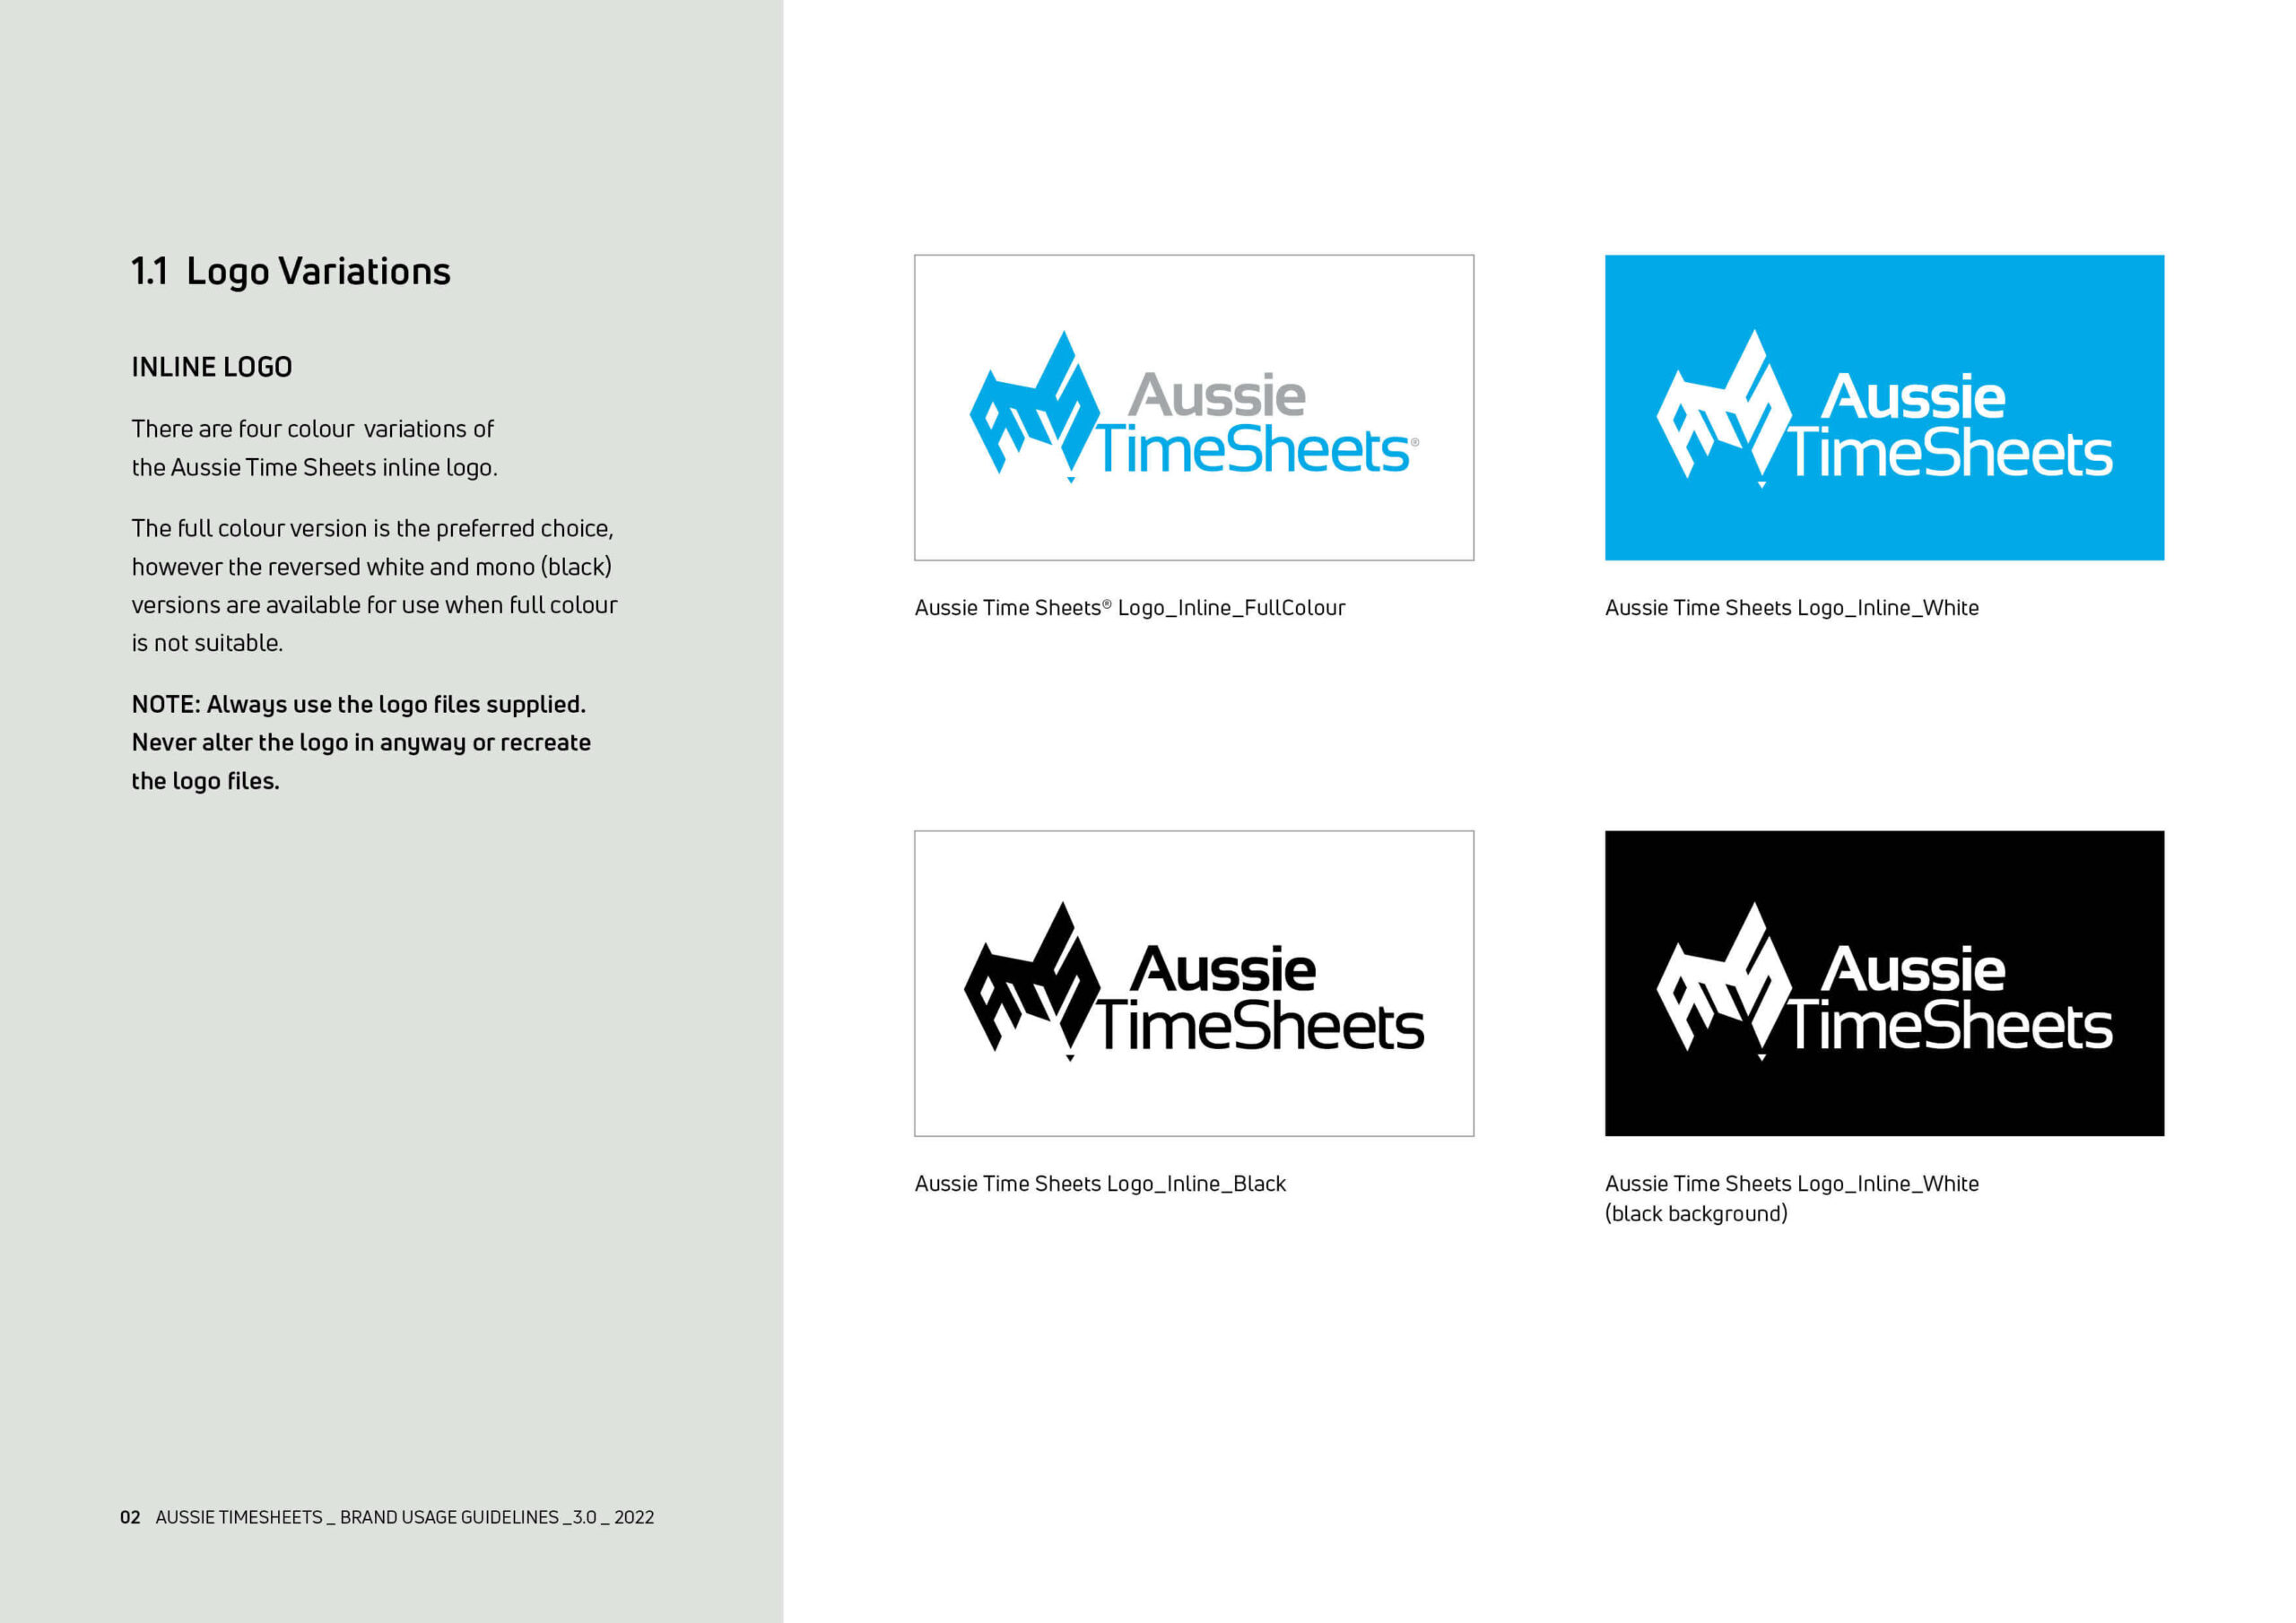 1.1 Logo Variations
INLINE LOGO
There are four colour variations of
the Aussie Time Sheets inline logo.
The full colour version is the preferred choice,
however the reversed white and mono (black)
versions are available for use when full colour
is not suitable.
NOTE: Always use the logo files supplied.
Never alter the logo in anyway or recreate
the logo files.
02 AUSSIE TIMESHEETS _ BRAND USAGE GUIDELINES _3.0 _ 2022
Aussie
TimeSheets®
Aussie Time Sheets® Logo_Inline_FullColour
Aussie
TimeSheets
Aussie Time Sheets Logo_Inline_White
Aussie
TimeSheets
Aussie Time Sheets Logo_Inline_Black
Aussie
TimeSheets
Aussie Time Sheets Logo_Inline_White
(black background)